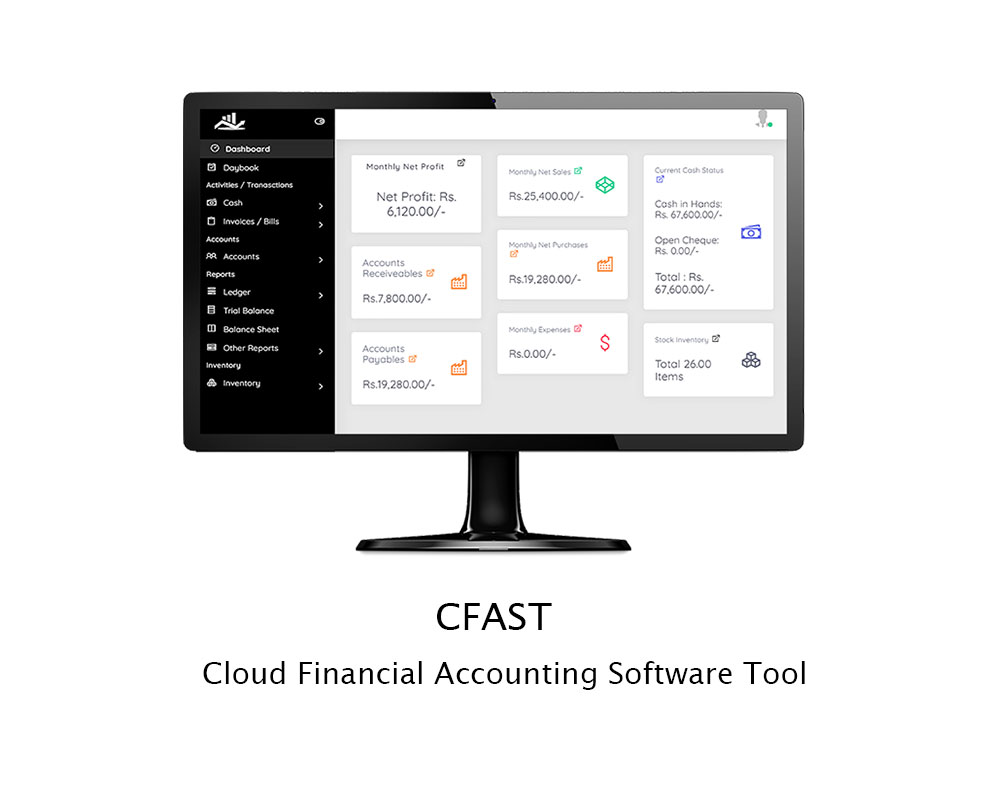 Dashboard
Daybook
Activities / Tranasctions
Cash
Invoices / Bills
Accounts
Accounts
Reports
Ledger
Trial Balance
Balance Sheet
Other Reports
Inventory
Inventory
Monthly Net Profit
Net Profit: Rs.
6,120.00/-
Accounts
Receiveables
Rs.7,800.00/-
Accounts
Payables
Rs.19,280.00/-
Monthly Net Sales
Rs.25,400.00/-
Monthly Net Purchases
Rs.19,280.00/-
Monthly Expenses
Rs.0.00/-
Current Cash Status
Cash in Hands:
Rs. 67,600.00/-
Open Cheque:
Rs. 0.00/-
Total : Rs.
67,600.00/-
Stock Inventory
Total 26.00
Items
CFAST
Cloud Financial Accounting Software Tool